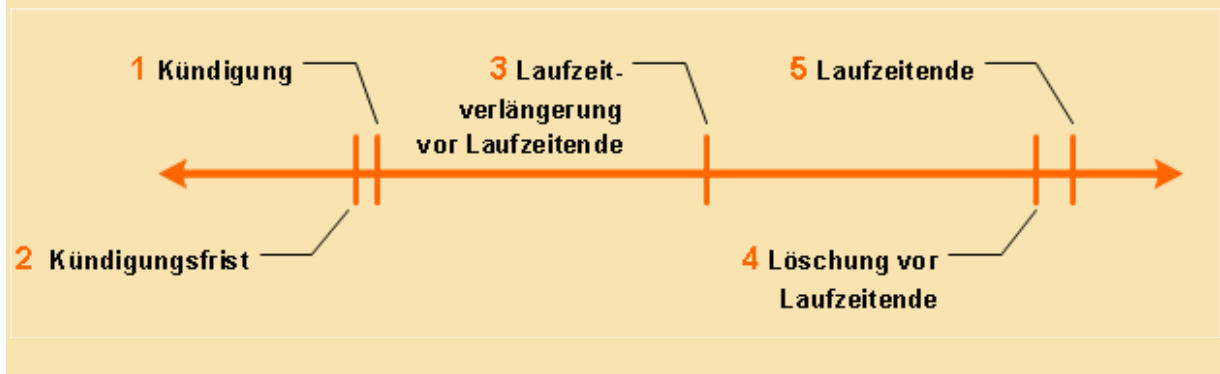 1 Kündigung
3 Laufzeit-
verlängerung
vor Laufzeitende
5 Laufzeitende
2 Kündigungsfrist
4 Löschung vor
Laufzeitende